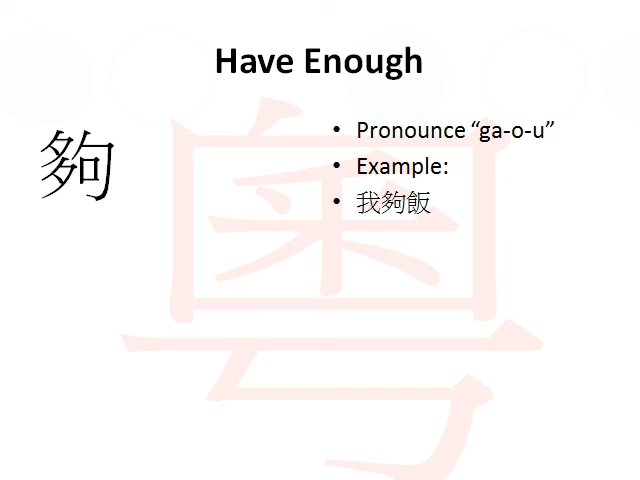 Have Enough
夠
• Pronounce “ga-o-u”
• Example:
• 我夠飯
粵